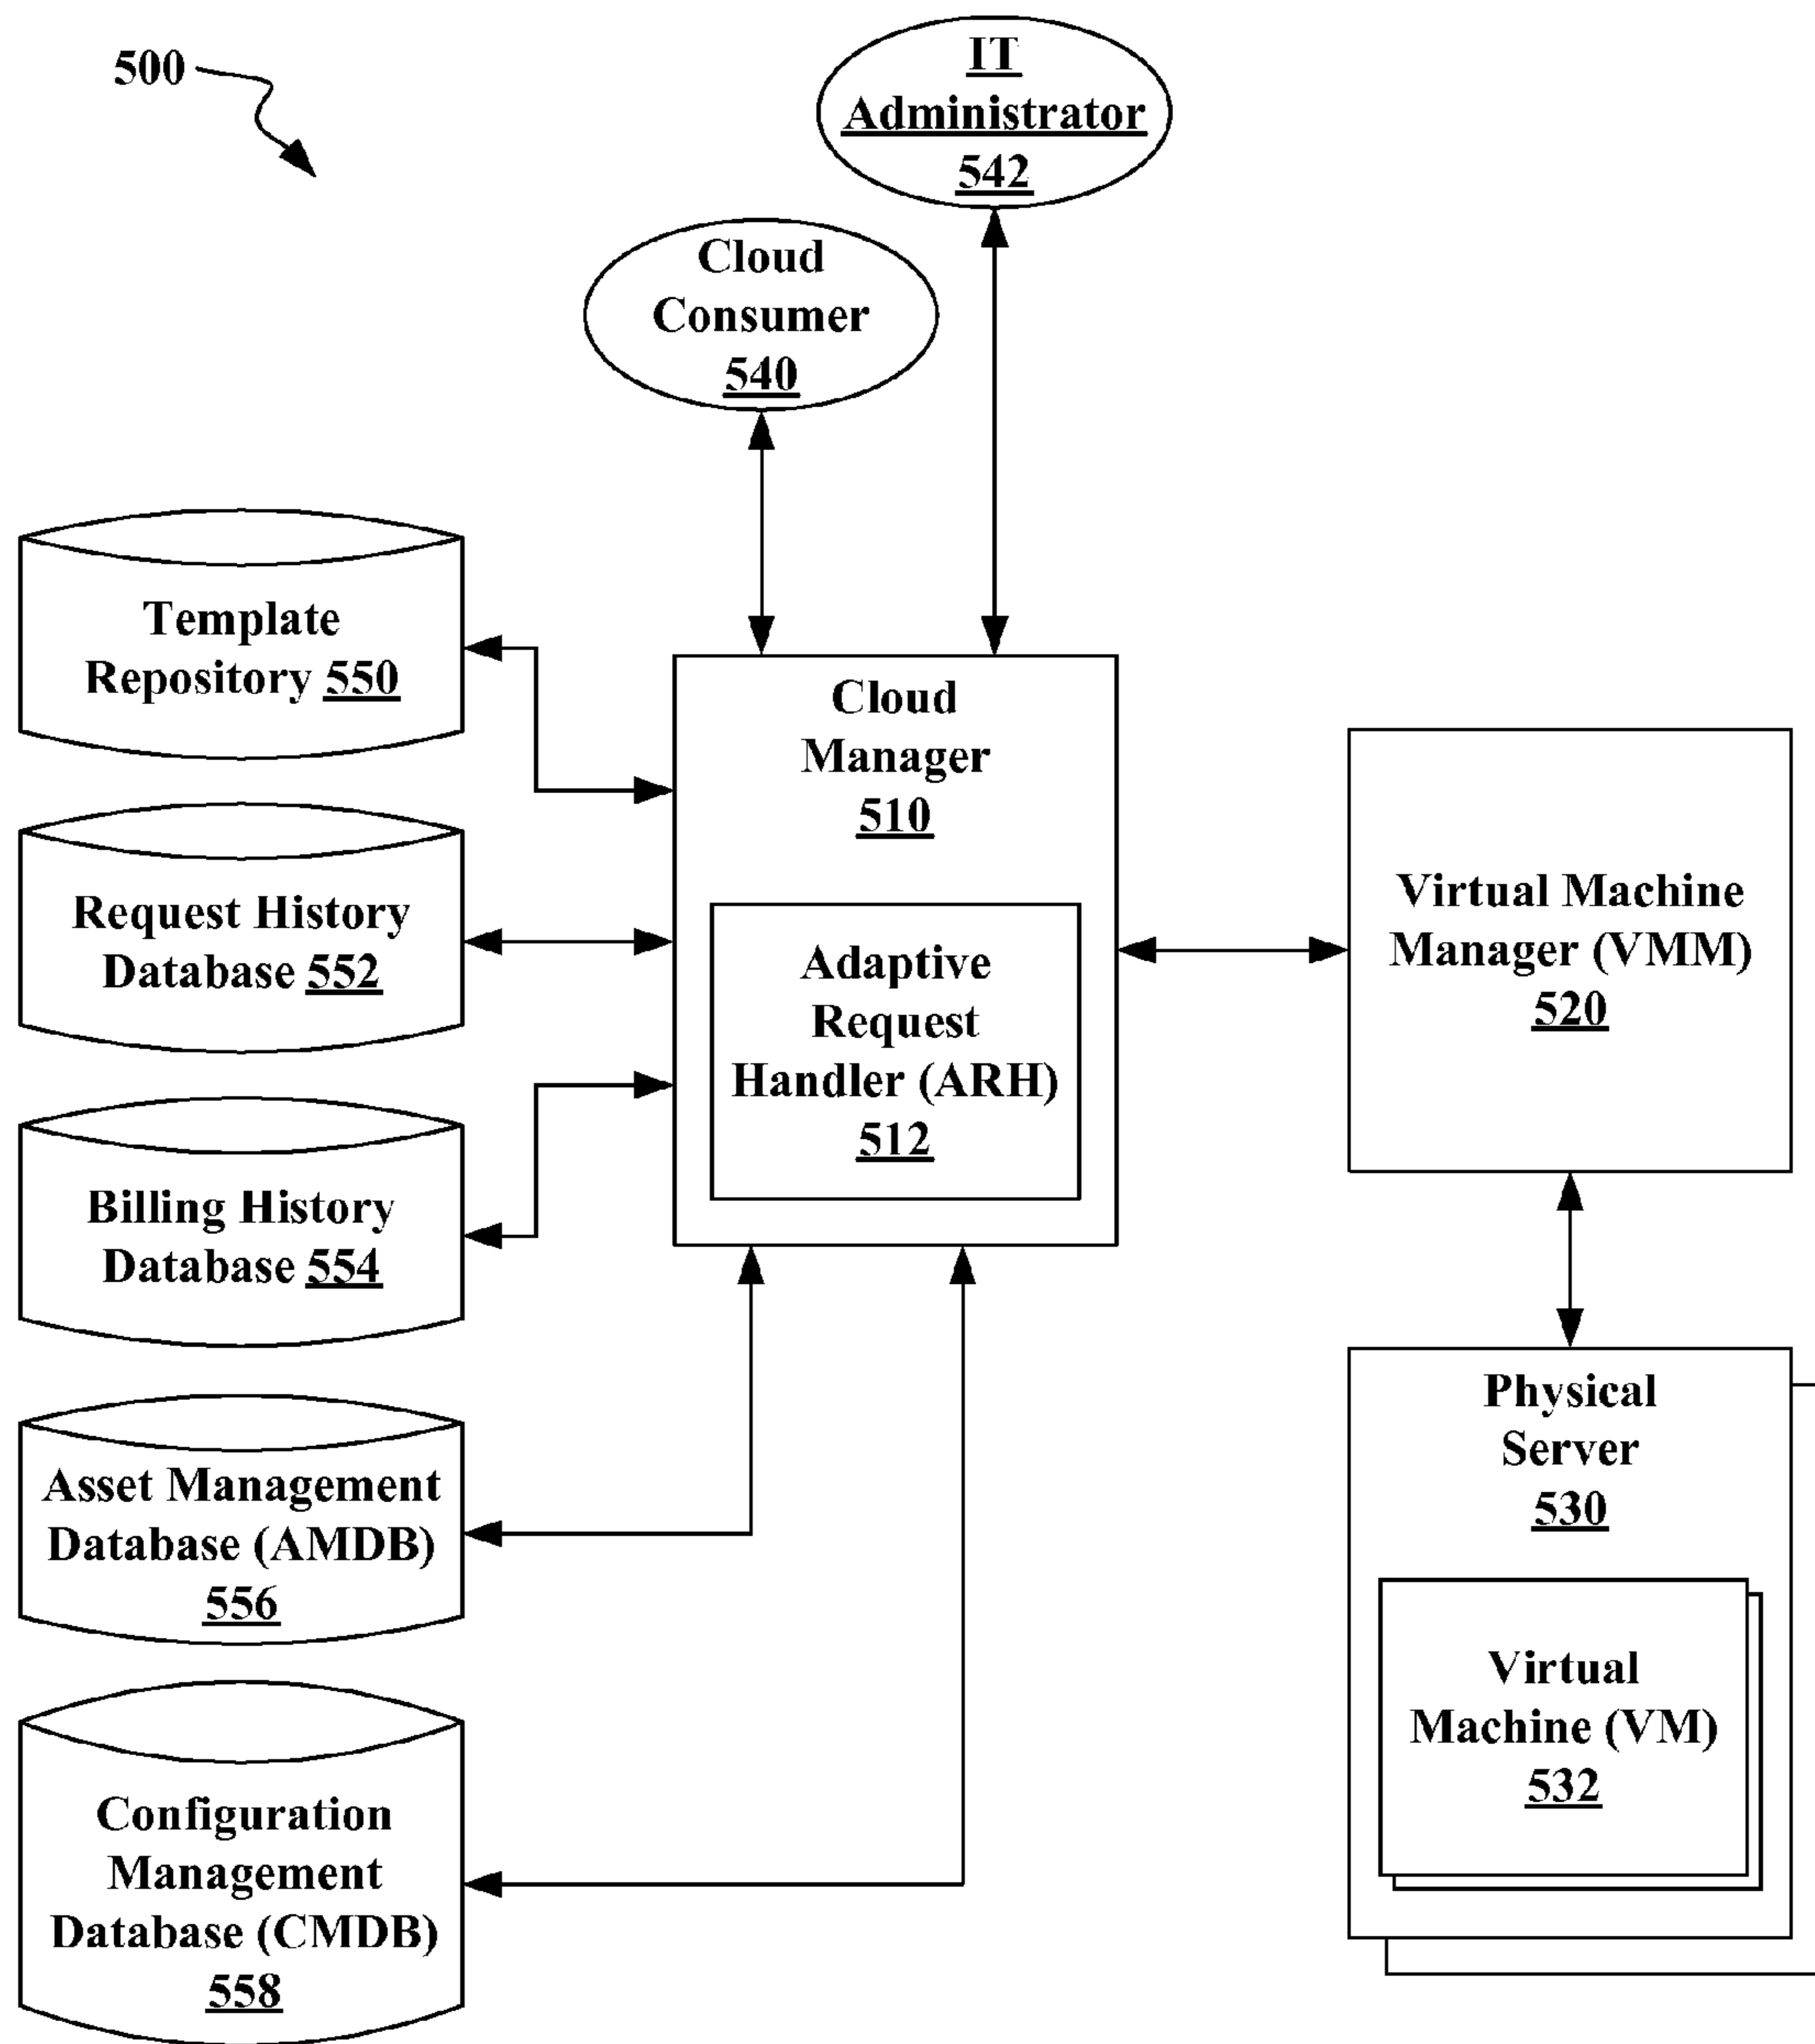 500
IT
Administrator
542
Cloud
Consumer
540
Template
Repository 550
Cloud
Manager
510
Request History
Database 552
Adaptive
Request
Handler (ARH)
512
Virtual Machine
Manager (VMM)
520
Billing History
Database 554
Asset Management
Database (AMDB)
556
Physical
Server
530
Virtual
Machine (VM)
532
Configuration
Management
Database (CMDB)
558